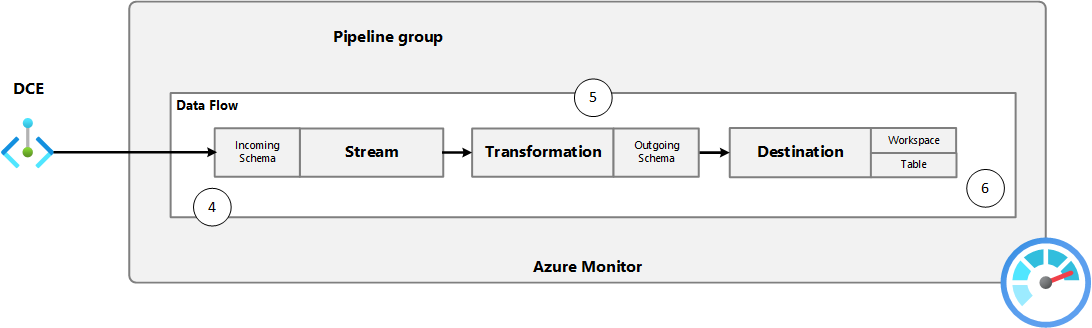 Pipeline group
DCE
5
Data Flow
Incoming
Schema
Stream
Transformation
Outgoing
Schema
Destination
Workspace
Table
4
6
Azure Monitor